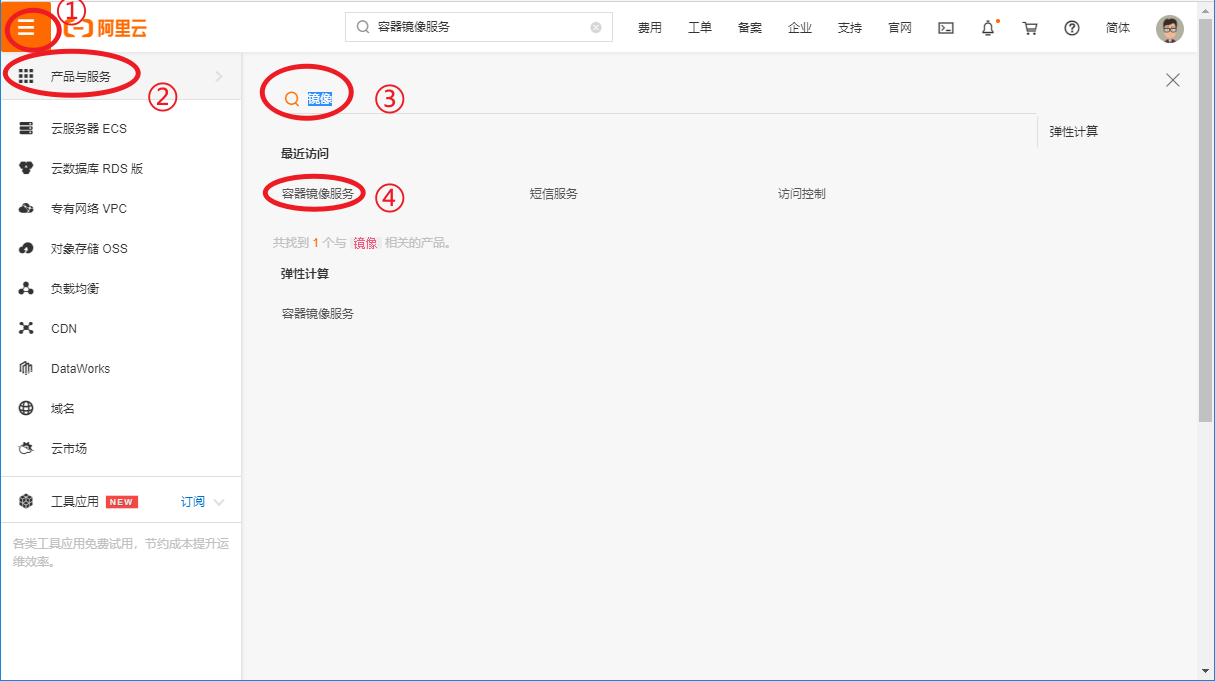 ①
阿里云
容器镜像服务
费用
工单
备案
企业
支持
官网
简体
产品与服务
②
云服务器 ECS
云数据库 RDS 版
专有网络 VPC
对象存储 OSS
负载均衡
CDN
DataWorks
域名
云市场
工具应用 NEW 订阅
各类工具应用免费试用，节约成本提升运
维效率。
镜像
③
弹性计算
最近访问
容器镜像服务
④
短信服务
访问控制
共找到 1 个与 镜像 相关的产品。
弹性计算
容器镜像服务